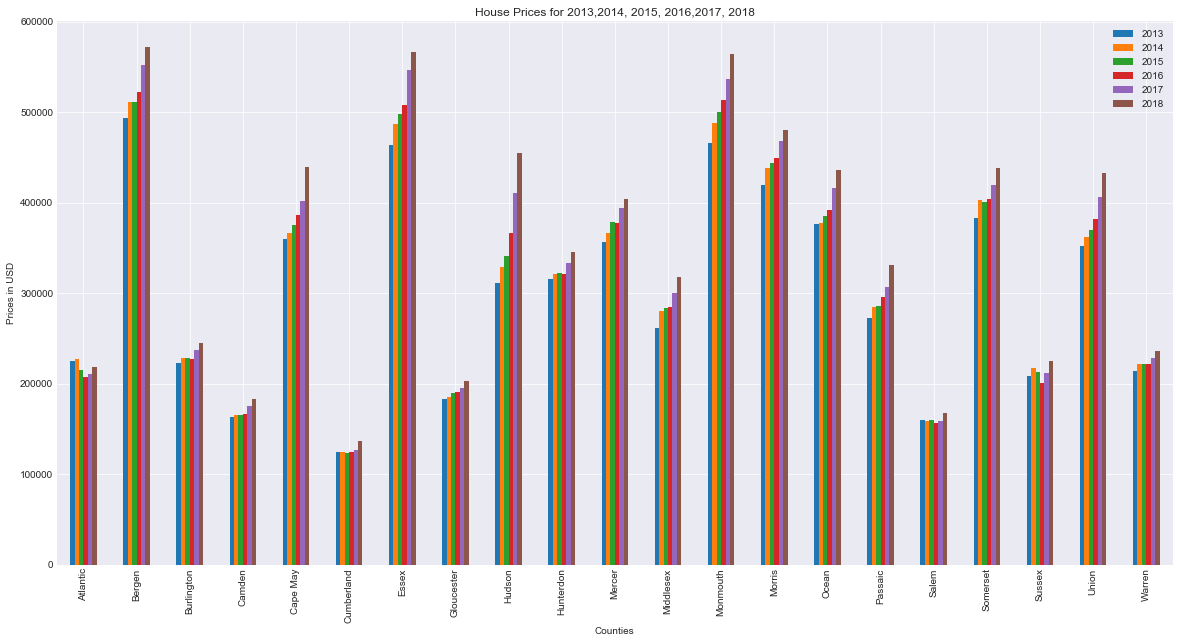 House Prices for 2013,2014, 2015, 2016,2017, 2018
2013
2014
2015
2016
2017
2018
600000
500000
400000
300000
200000
100000
0
Prices in USD
Atlantic
Bergen
Burlington
Camden
Cape May
Cumberland
Essex
Gloucester
Hudson
Hunterdon
Mercer
Middlesex
Monmouth
Morris
Ocean
Passaic
Salem
Somerset
Sussex
Union
Warren
Counties